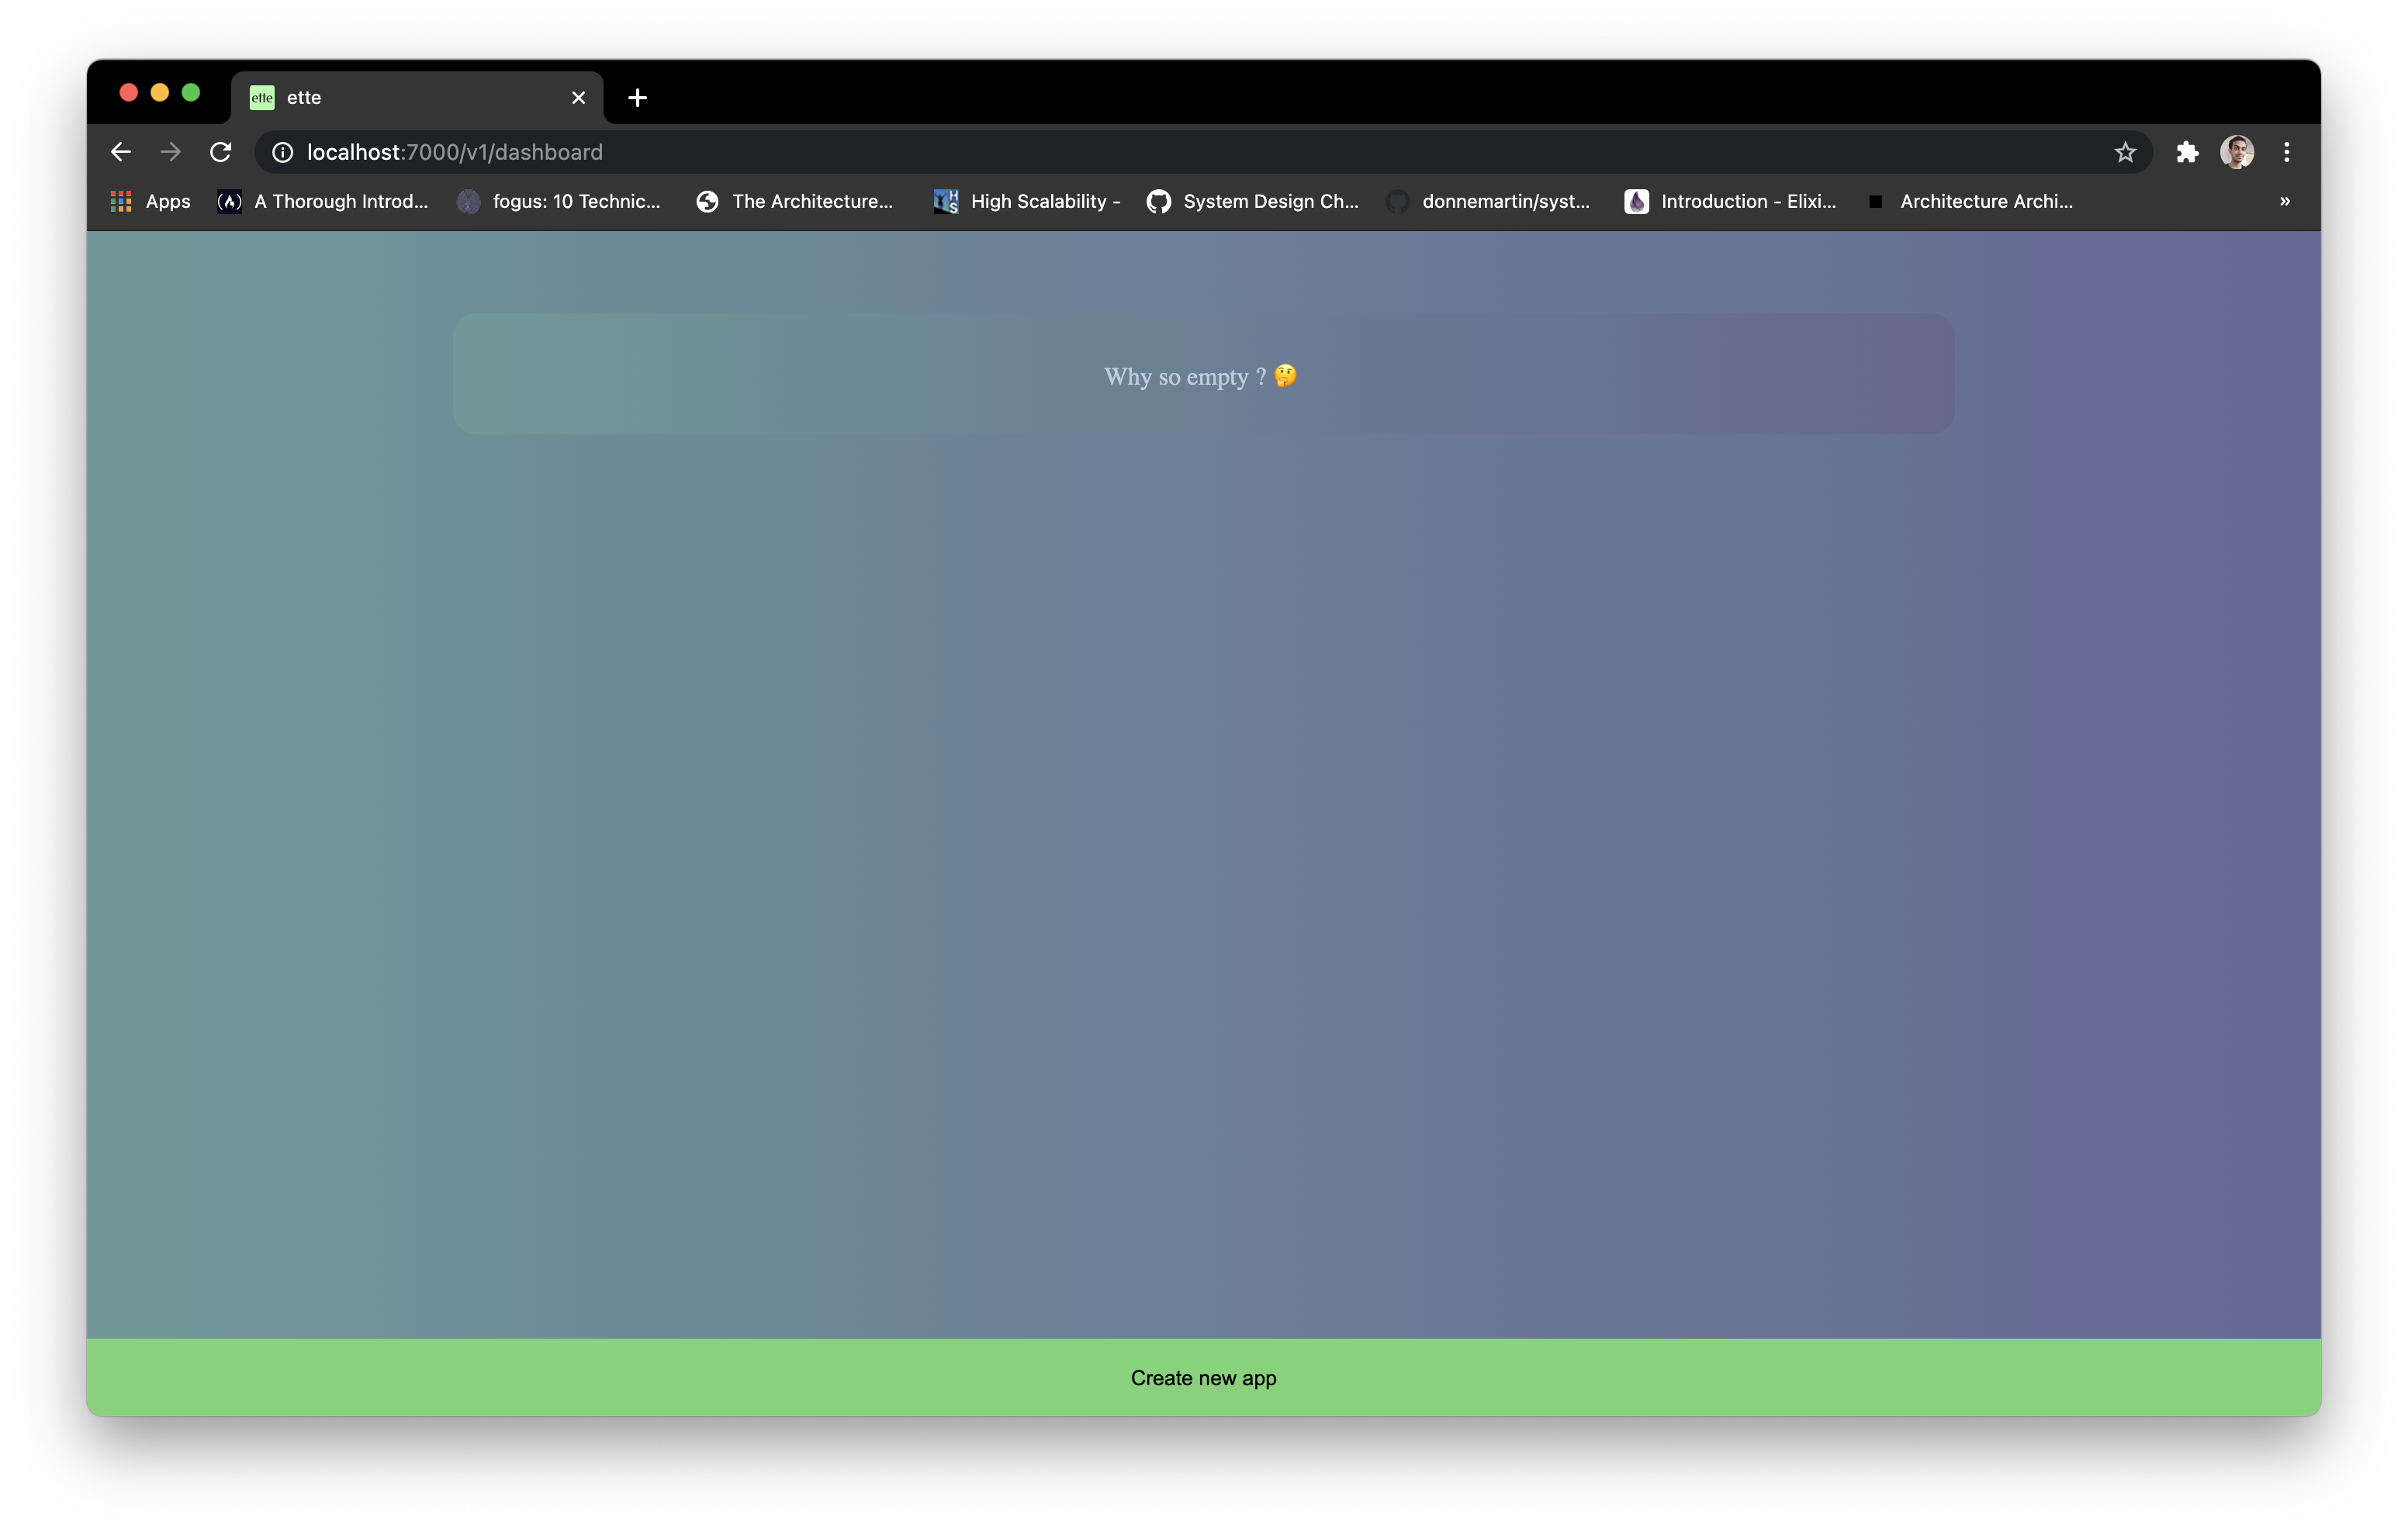 ette ette
localhost:7000/v1/dashboard
Apps A Thorough Introd... fogus: 10 Technic... The Architecture... High Scalability - System Design Ch... donnemartin/syst... Introduction - Elixi... Architecture Archi... »
Why so empty ? 🤔
Create new app